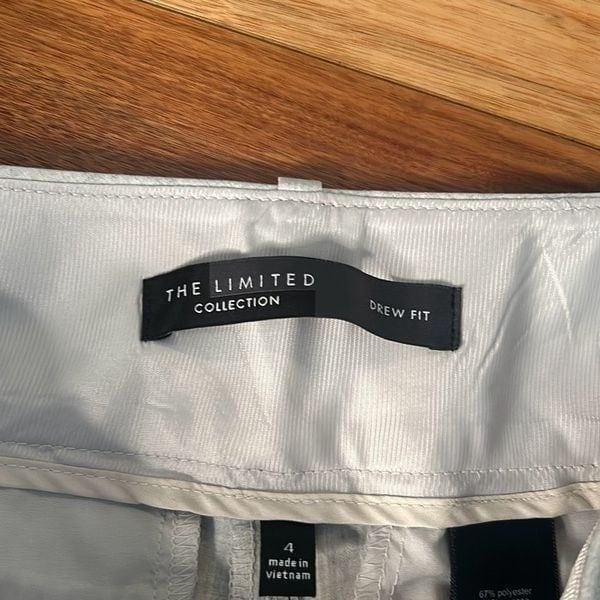 THE LIMITED
COLLECTION
DREW FIT
4
made in
vietnam
67% polyester